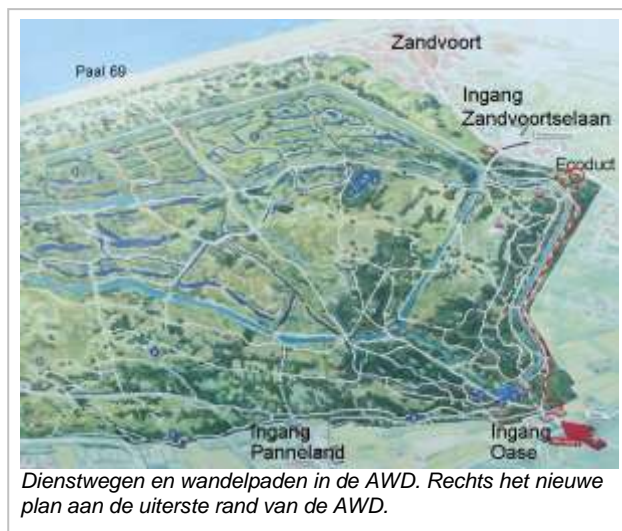 Zandvoort
Paal 69
Ingang
Zandvoortselaan
Ecoduct
Ingang
Panneland
Ingang
Oase
Dienstwegen en wandelpaden in de AWD. Rechts het nieuwe
plan aan de uiterste rand van de AWD.